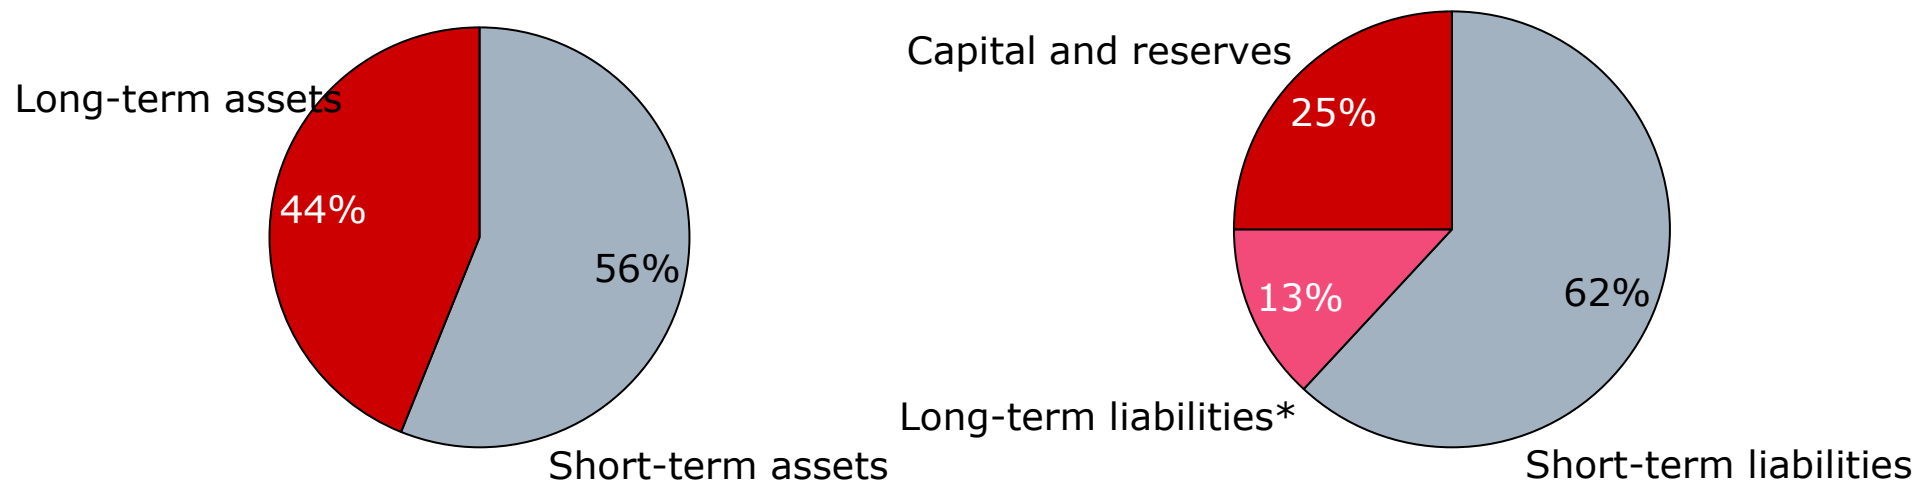 Long-term assets
44%
56%
Short-term assets
Capital and reserves
25%
13%
62%
Long-term liabilities*
Short-term liabilities